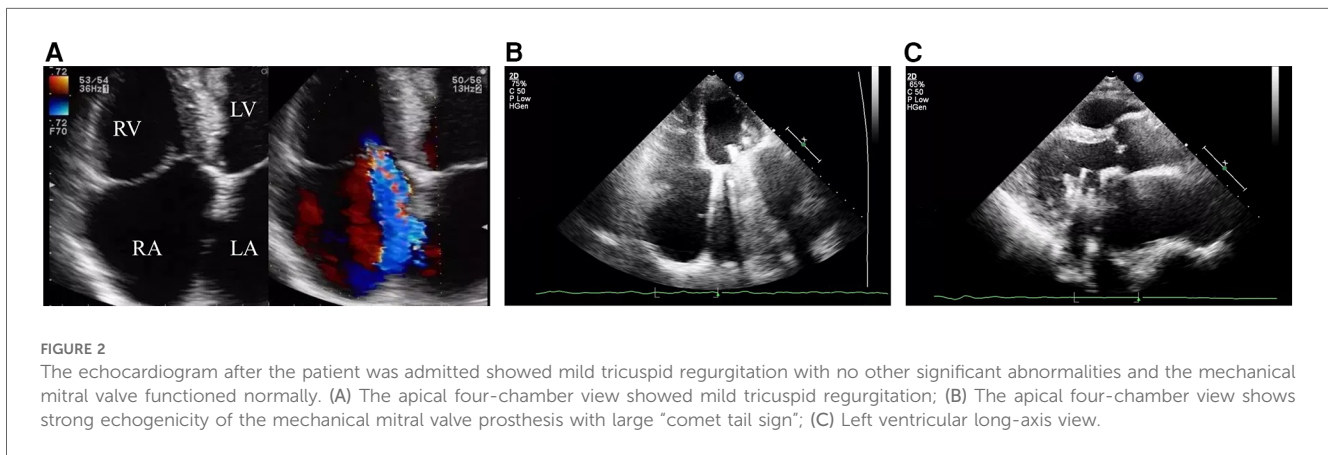 A
B
C
.72
53/54
36Hz1
50/56
13Hz2
.72
F70
RV
LV
RA
LA
2D
75%
C 50
P Low
HGen
2D
65%
C 50
P Low
HGen
FIGURE 2
The echocardiogram after the patient was admitted showed mild tricuspid regurgitation with no other significant abnormalities and the mechanical
mitral valve functioned normally. (A) The apical four-chamber view showed mild tricuspid regurgitation; (B) The apical four-chamber view shows
strong echogenicity of the mechanical mitral valve prosthesis with large “comet tail sign”; (C) Left ventricular long-axis view.